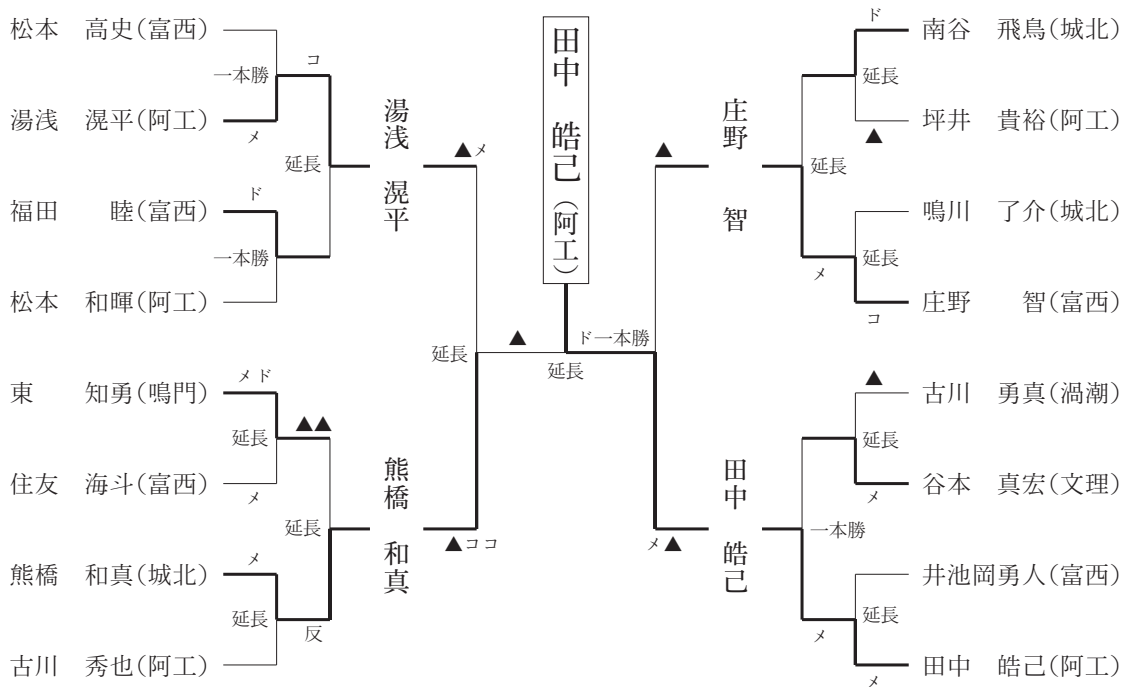 松本 高史(富西)
一本勝
コ
湯浅 滉平(阿工)
メ
延長
福田 睦(富西)
ド
一本勝
松本 和暉(阿工)
湯浅 滉平
▲メ
東 知勇(鳴門)
メド
延長
▲▲
住友 海斗(富西)
メ
延長
熊橋 和真(城北)
メ
延長
反
古川 秀也(阿工)
熊橋 和真
▲ココ
延長
▲
田中 皓己(阿工)
ド一本勝
延長
▲
庄野 智
メ▲
田中 皓己
ド
南谷 飛鳥(城北)
延長
坪井 貴裕(阿工)
▲
延長
鳴川 了介(城北)
延長
メ
庄野 智(富西)
コ
▲
古川 勇真(渦潮)
延長
谷本 真宏(文理)
メ
一本勝
井池岡勇人(富西)
延長
メ
田中 皓己(阿工)
メ